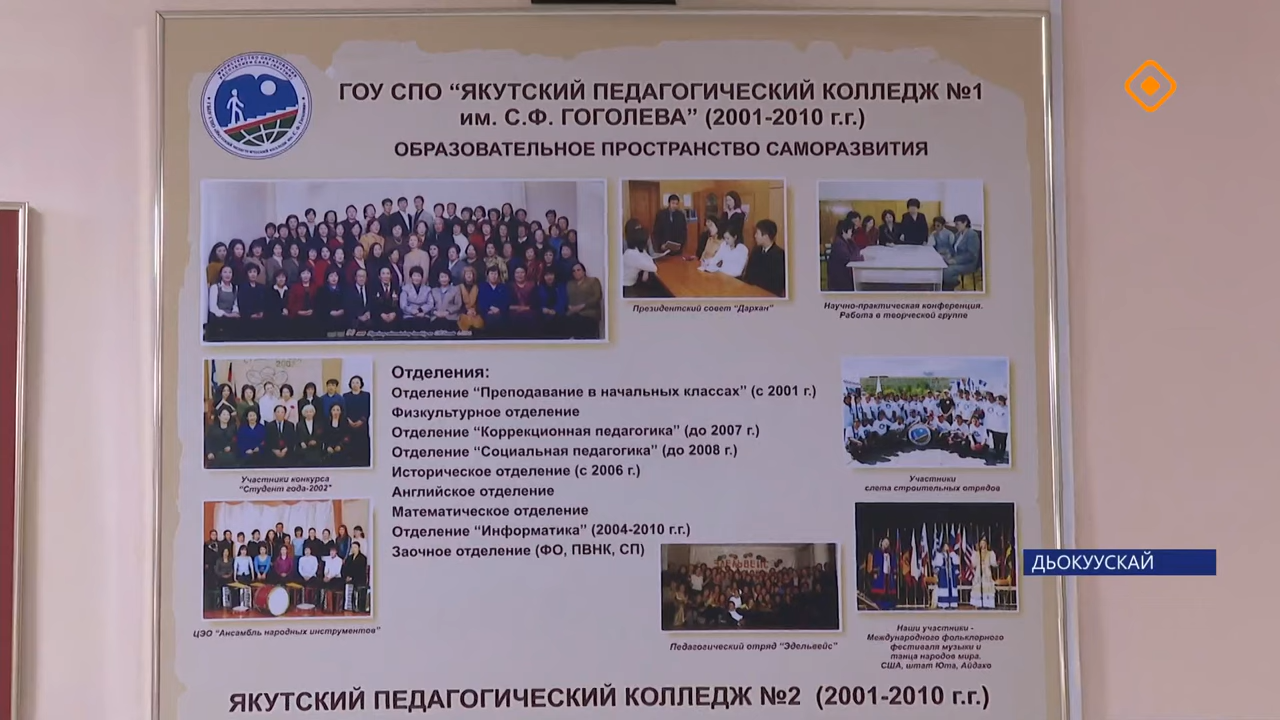 ГОУ СПО “ЯКУТСКИЙ ПЕДАГОГИЧЕСКИЙ КОЛЛЕДЖ №1
им. С.Ф. ГОГОЛЕВА” (2001-2010 г.г.)
ОБРАЗОВАТЕЛЬНОЕ ПРОСТРАНСТВО САМОРАЗВИТИЯ
Президентский совет “Дархан”
Научно-практическая конференция.
Работа в творческой группе
Отделения:
Отделение “Преподавание в начальных классах” (с 2001 г.)
Физкультурное отделение
Отделение “Коррекционная педагогика” (до 2007 г.)
Отделение “Социальная педагогика” (до 2008 г.)
Историческое отделение (с 2006 г.)
Английское отделение
Математическое отделение
Отделение “Информатика” (2004-2010 г.г.)
Заочное отделение (ФО, ПВНК, СП)
Участники конкурса
“Студент года-2002”
Участники
слета строительных отрядов
ЦЭО “Ансамбль народных инструментов”
ЭДЕЛЬВЕЙС
Педагогический отряд “Эдельвейс”
Наши участники -
Международного фольклорного
фестиваля музыки и
танца народов мира.
США, штат Юта, Айдахо
ДЬОКУУСКАЙ
ЯКУТСКИЙ ПЕДАГОГИЧЕСКИЙ КОЛЛЕДЖ №2 (2001-2010 г.г.)